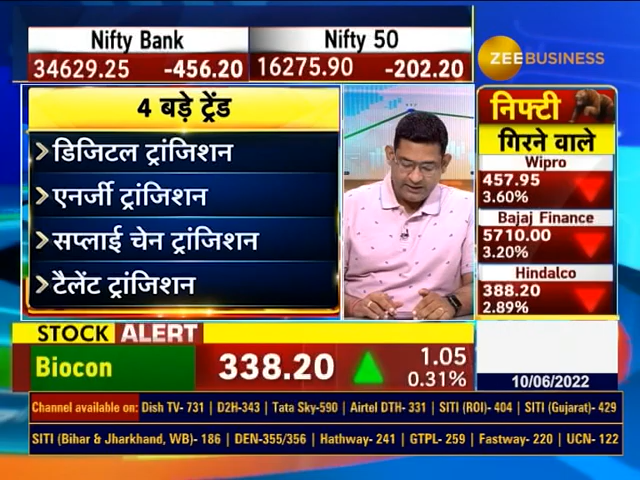 Nifty Bank
34629.25 -456.20
Nifty 50
16275.90 -202.20
ZEE BUSINESS
4 बड़े ट्रेंड
डिजिटल ट्रांजिशन
एनर्जी ट्रांजिशन
सप्लाई चेन ट्रांजिशन
टैलेंट ट्रांजिशन
निफ्टी
गिरने वाले
Wipro
457.95
3.60%
Bajaj Finance
5710.00
3.20%
Hindalco
388.20
2.89%
STOCK ALERT
Biocon 338.20 1.05
0.31%
10/06/2022
Channel available on: Dish TV- 731 | D2H-343 | Tata Sky-590 | Airtel DTH- 331 | SITI (ROI)- 404 | SITI (Gujarat)- 429
SITI (Bihar & Jharkhand, WB)- 186 | DEN-355/356 | Hathway- 241 | GTPL- 259 | Fastway- 220 | UCN- 122